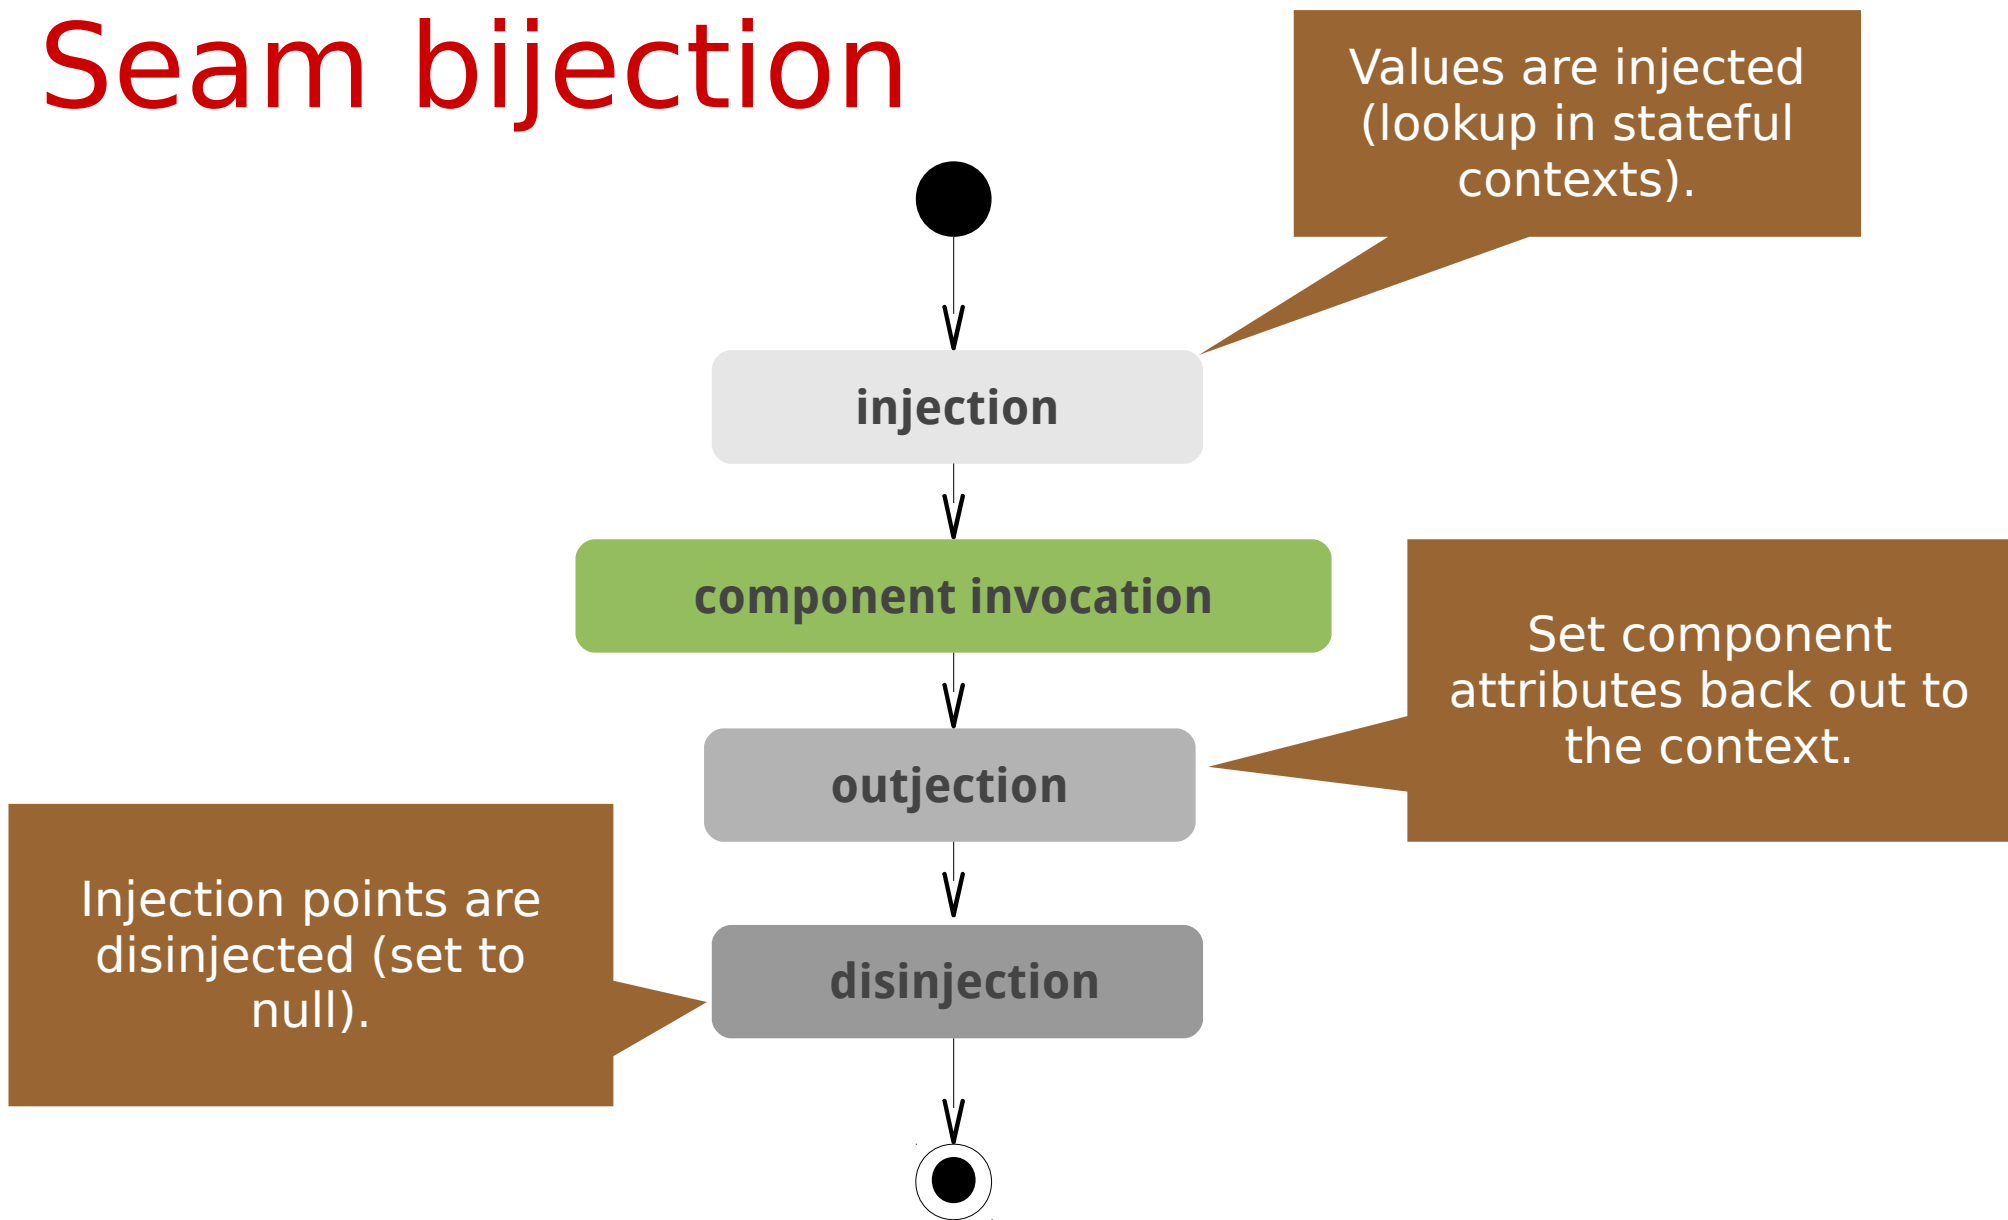 Seam bijection
Values are injected
(lookup in stateful
contexts).
injection
component invocation
Set component
attributes back out to
the context.
outjection
Injection points are
disinjected (set to
null).
disinjection